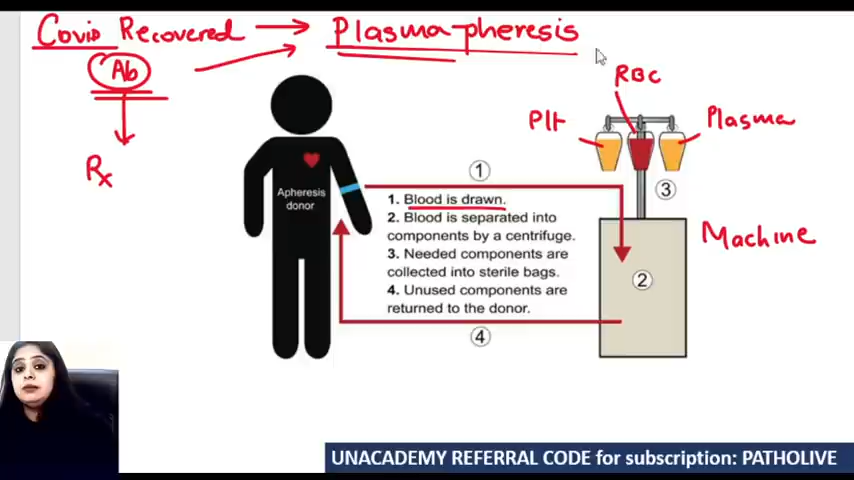 Covid Recovered → Plasma-pheresis
Ab
Rx
RBC
Plt
Plasma
Machine
Apheresis
donor
1
1. Blood is drawn.
2. Blood is separated into
components by a centrifuge.
3. Needed components are
collected into sterile bags.
4. Unused components are
returned to the donor.
3
2
4
UNACADEMY REFERRAL CODE for subscription: PATHOLIVE